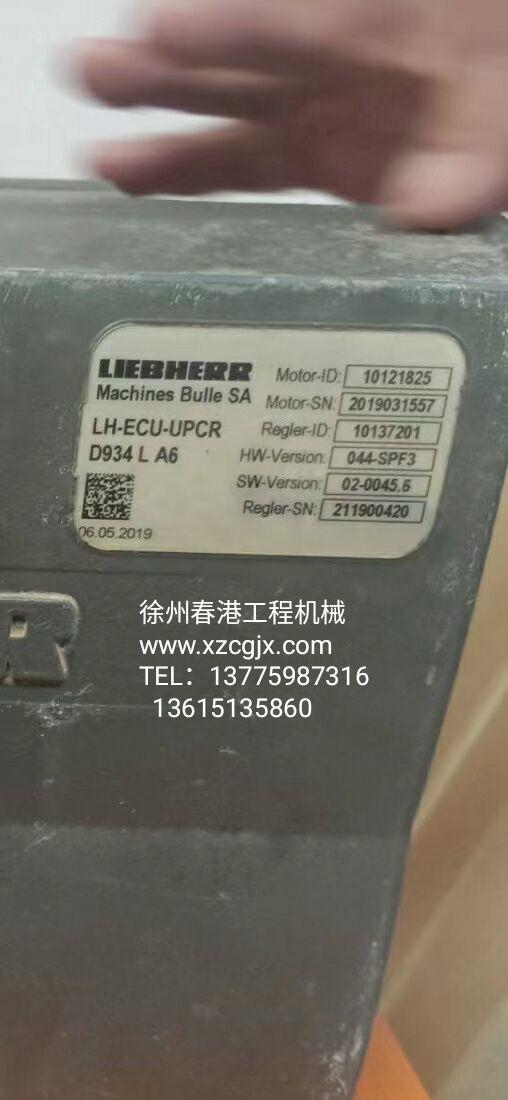 LIEBHERR
Machines Bulle SA
LH-ECU-UPCR
D934 L A6
06.05.2019
Motor-ID: 10121825
Motor-SN: 2019031557
Regler-ID: 10137201
HW-Version: 044-SPF3
SW-Version: 02-0045.6
Regler-SN: 211900420
徐州春港工程机械
www.xzcgjx.com
TEL：13775987316
13615135860